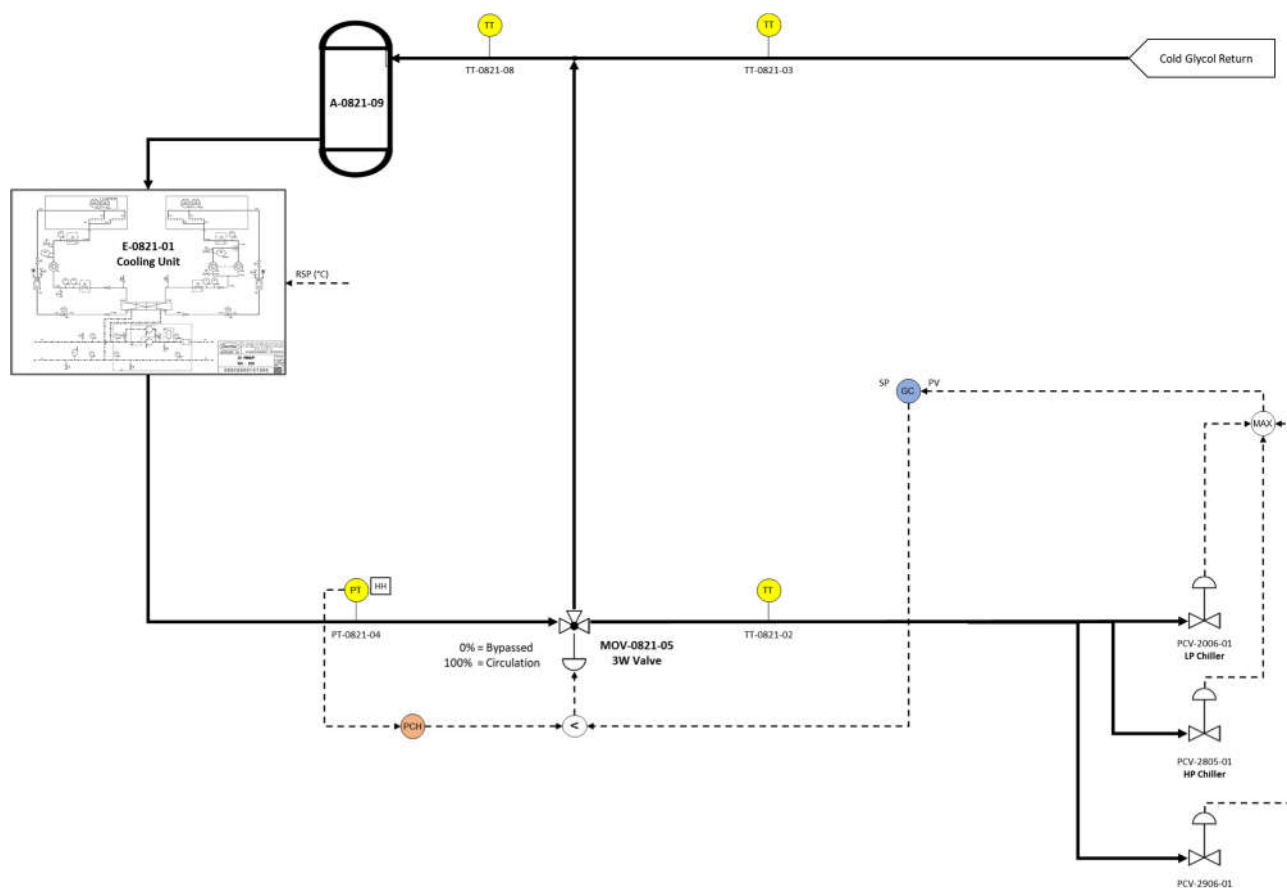 TT
TT
TT-0821-08
TT-0821-03
Cold Glycol Return
A-0821-09
E-0821-01
Cooling Unit
RSP (°C)
SP
GC
PV
MAX
PT
HH
PT-0821-04
TT
TT-0821-02
0% = Bypassed
100% = Circulation
MOV-0821-05
3W Valve
PCH
<
PCV-2006-01
LP Chiller
PCV-2805-01
HP Chiller
PCV-2906-01